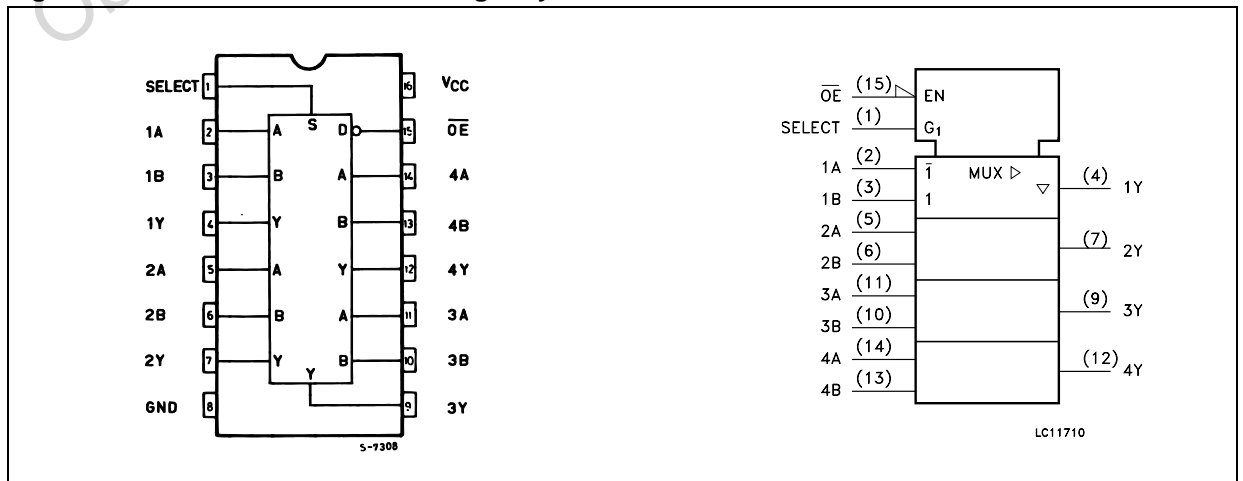 SELECT 1 16 VCC
1A 2 A S D 15 OE
1B 3 B A 14 4A
1Y 4 Y B 13 4B
2A 5 A Y 12 4Y
2B 6 B A 11 3A
2Y 7 Y B 10 3B
GND 8 Y 9 3Y
S-7308
OE (15) EN
SELECT (1) G1
1A (2) 1 MUX
1B (3) 1
(4) 1Y
2A (5)
2B (6)
(7) 2Y
3A (11)
3B (10)
(9) 3Y
4A (14)
4B (13)
(12) 4Y
LC11710